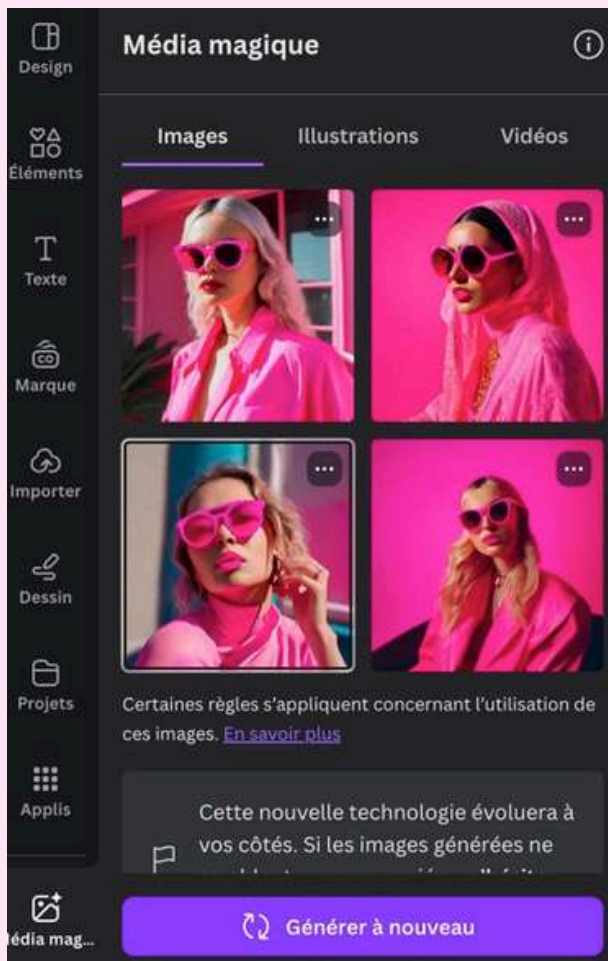 Design
Éléments
Texte
CO
Marque
Importer
Dessin
Projets
Applis
édia mag...
Média magique
Images Illustrations Vidéos
Certaines règles s'appliquent concernant l'utilisation de
ces images. En savoir plus
Cette nouvelle technologie évoluera à
vos côtés. Si les images générées ne
Générer à nouveau